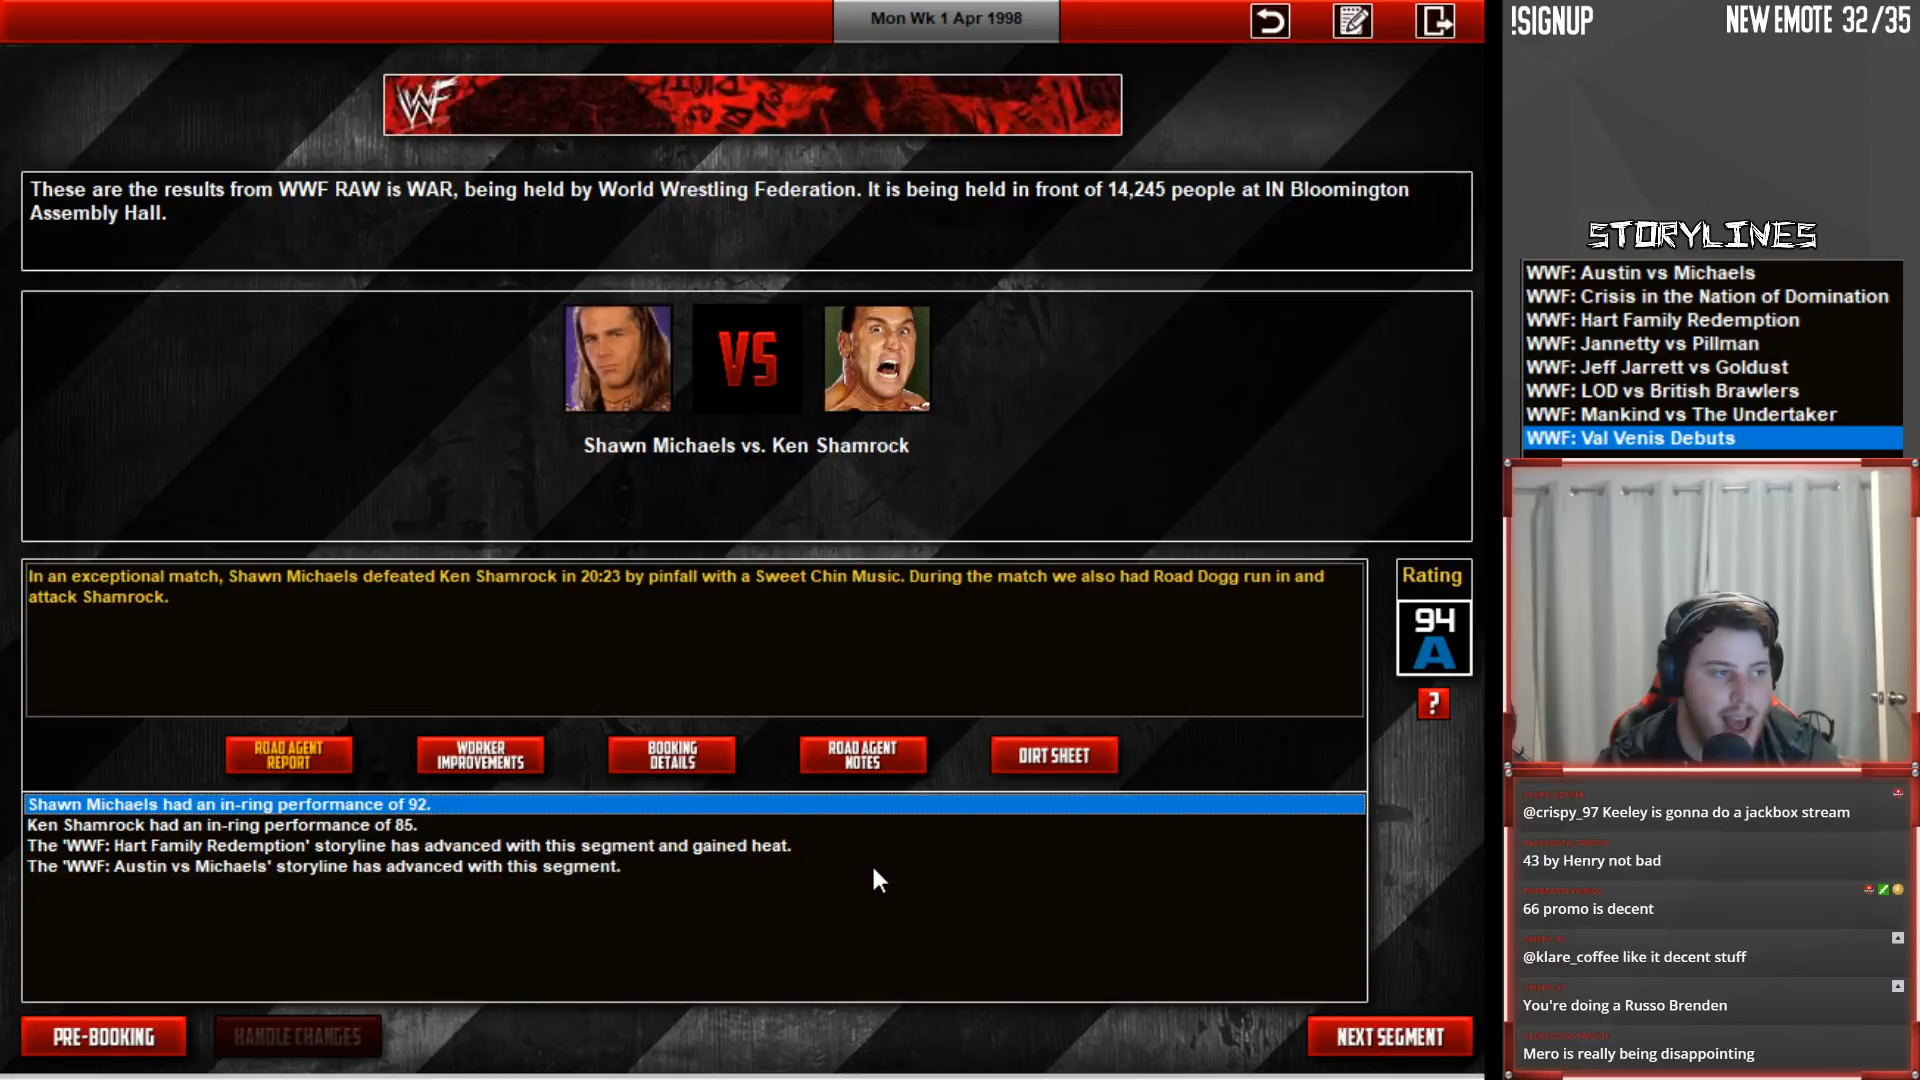 Mon Wk 1 Apr 1998
!SIGNUP
NEW EMOTE 32/35
WF
These are the results from WWF RAW is WAR, being held by World Wrestling Federation. It is being held in front of 14,245 people at IN Bloomington
Assembly Hall.
STORYLINES
WWF: Austin vs Michaels
WWF: Crisis in the Nation of Domination
WWF: Hart Family Redemption
WWF: Jannetty vs Pillman
WWF: Jeff Jarrett vs Goldust
WWF: LOD vs British Brawlers
WWF: Mankind vs The Undertaker
WWF: Val Venis Debuts
VS
Shawn Michaels vs. Ken Shamrock
In an exceptional match, Shawn Michaels defeated Ken Shamrock in 20:23 by pinfall with a Sweet Chin Music. During the match we also had Road Dogg run in and
attack Shamrock.
Rating
94
A
?
ROAD AGENT
REPORT
WORKER
IMPROVEMENTS
BOOKING
DETAILS
ROAD AGENT
NOTES
DIRT SHEET
Shawn Michaels had an in-ring performance of 92.
Ken Shamrock had an in-ring performance of 85.
The 'WWF: Hart Family Redemption' storyline has advanced with this segment and gained heat.
The 'WWF: Austin vs Michaels' storyline has advanced with this segment.
PRE-BOOKING
HANDLE CHANGES
NEXT SEGMENT
@crispy_97 Keeley is gonna do a jackbox stream
43 by Henry not bad
66 promo is decent
@klare_coffee like it decent stuff
You're doing a Russo Brenden
Mero is really being disappointing